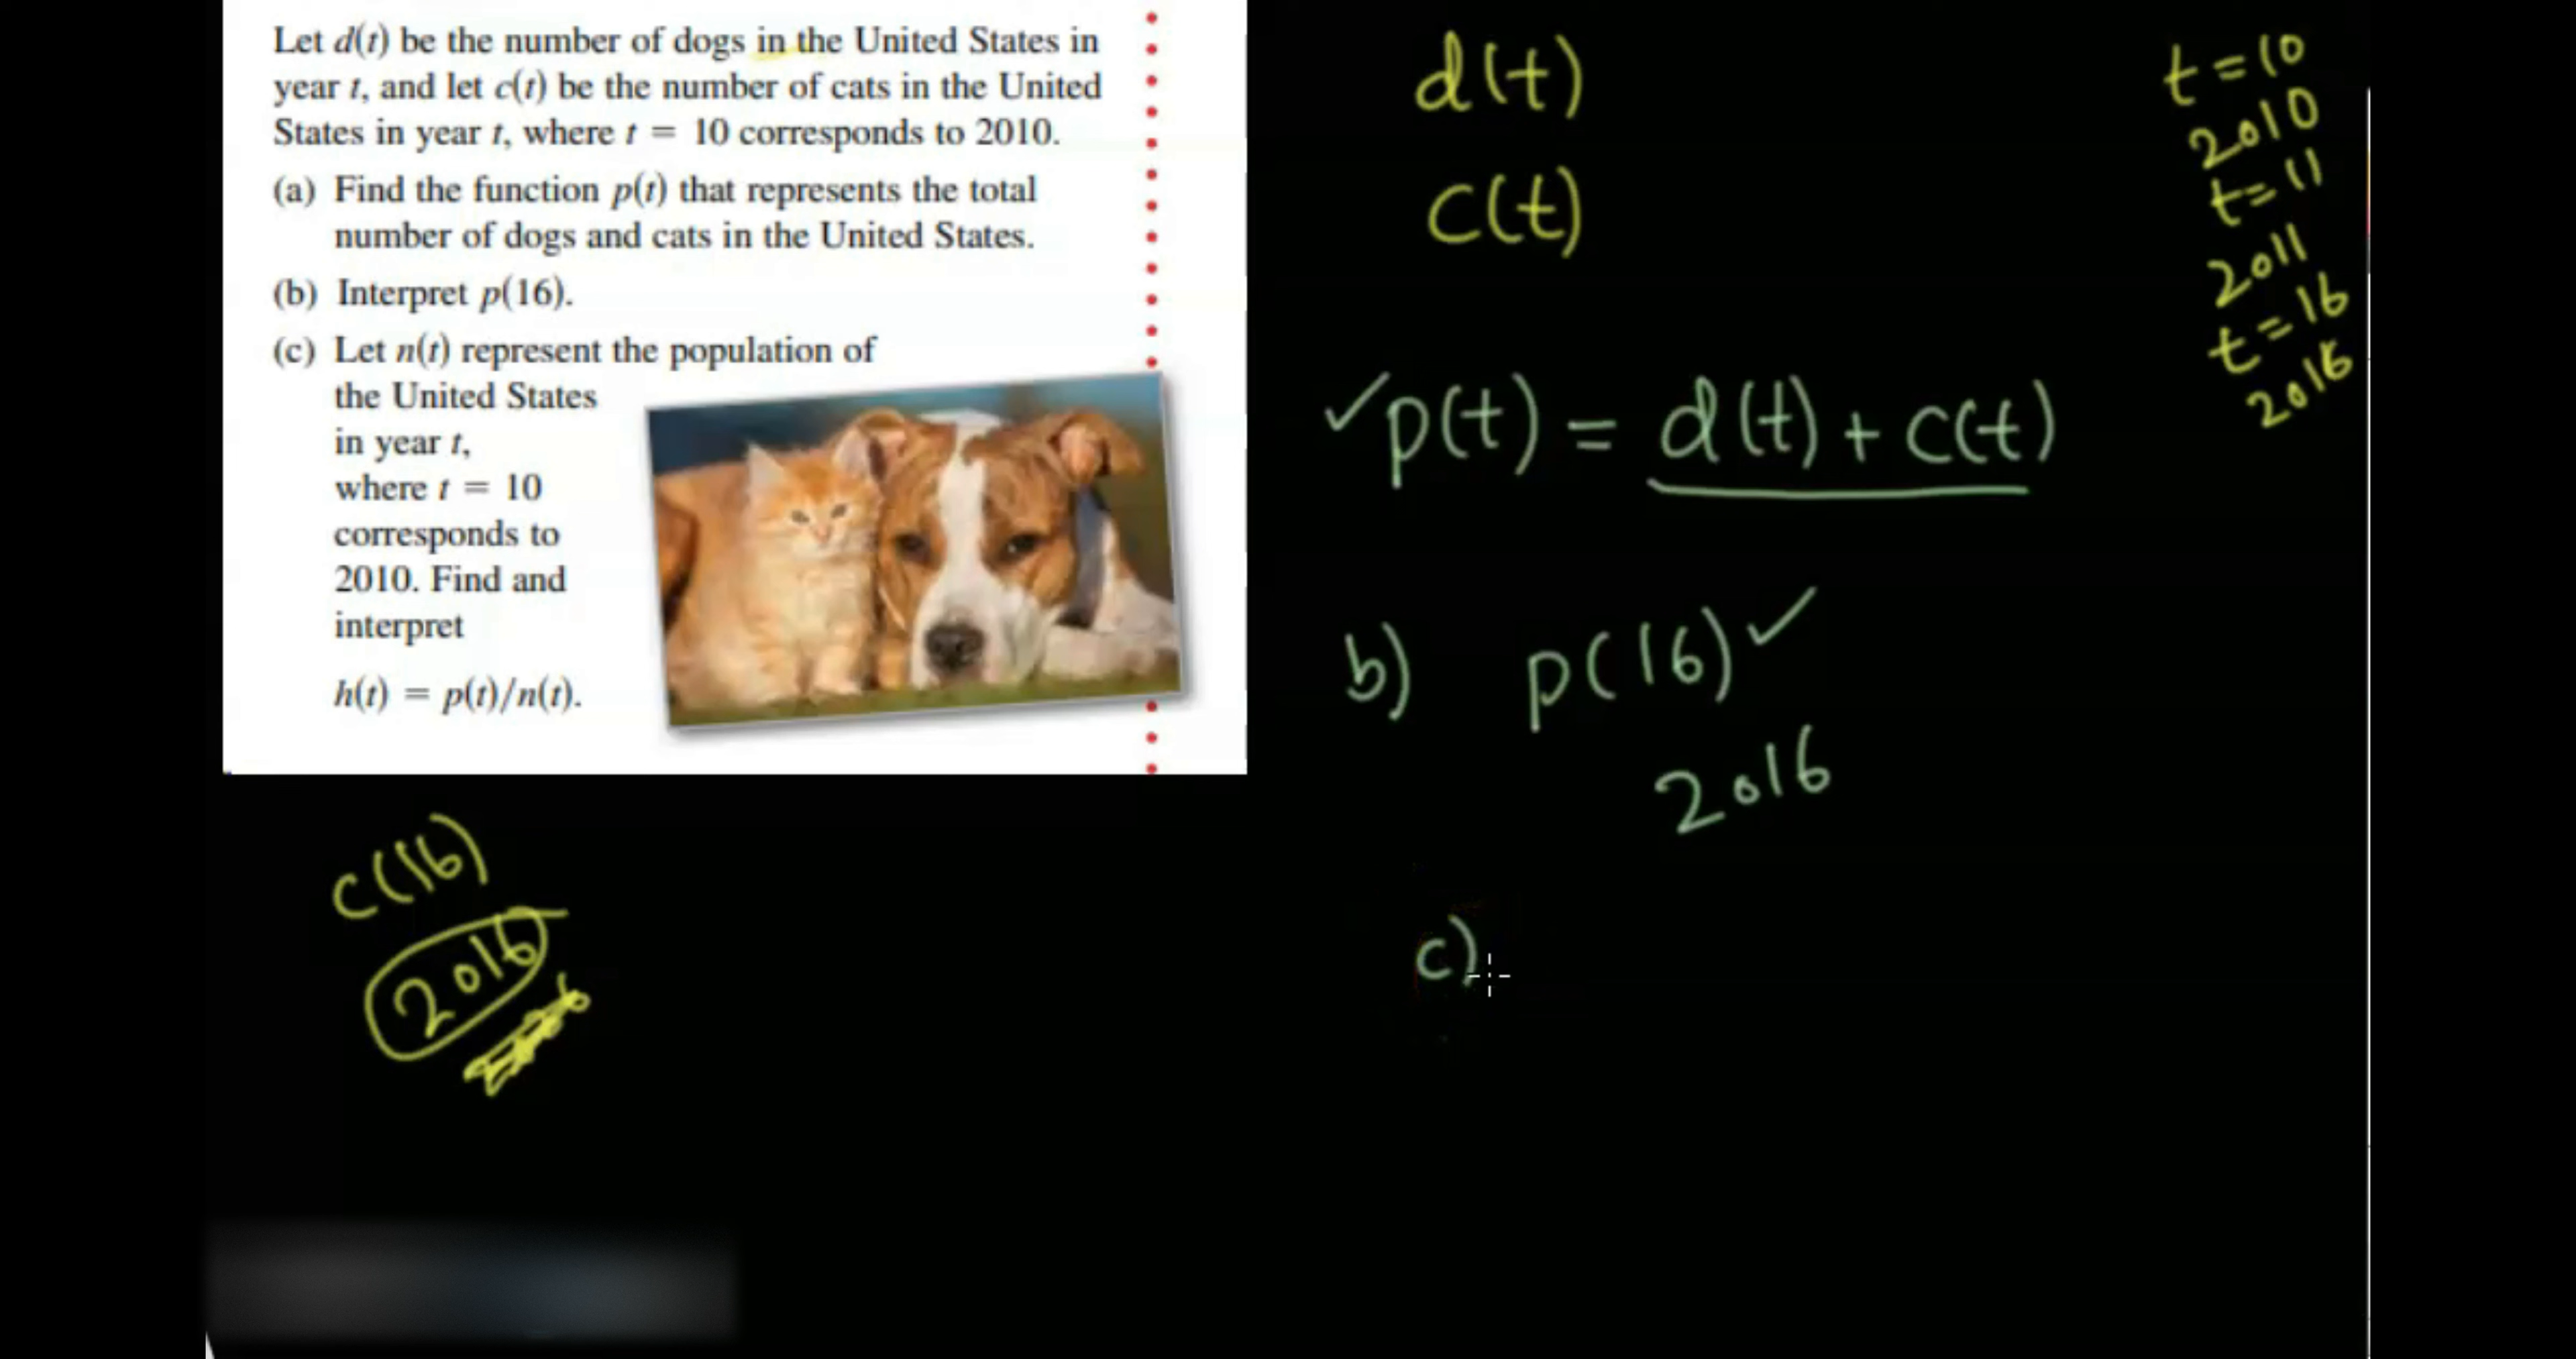 Let d(t) be the number of dogs in the United States in
year t, and let c(t) be the number of cats in the United
States in year t, where t = 10 corresponds to 2010.
(a) Find the function p(t) that represents the total
number of dogs and cats in the United States.
(b) Interpret p(16).
(c) Let n(t) represent the population of
the United States
in year t,
where t = 10
corresponds to
2010. Find and
interpret
h(t) = p(t)/n(t).
c(16)
2016
d(t)
c(t)
✓p(t) = d(t) + c(t)
b) p(16) ✓
2016
c)
t=10
2010
t=11
2011
t=16
2016